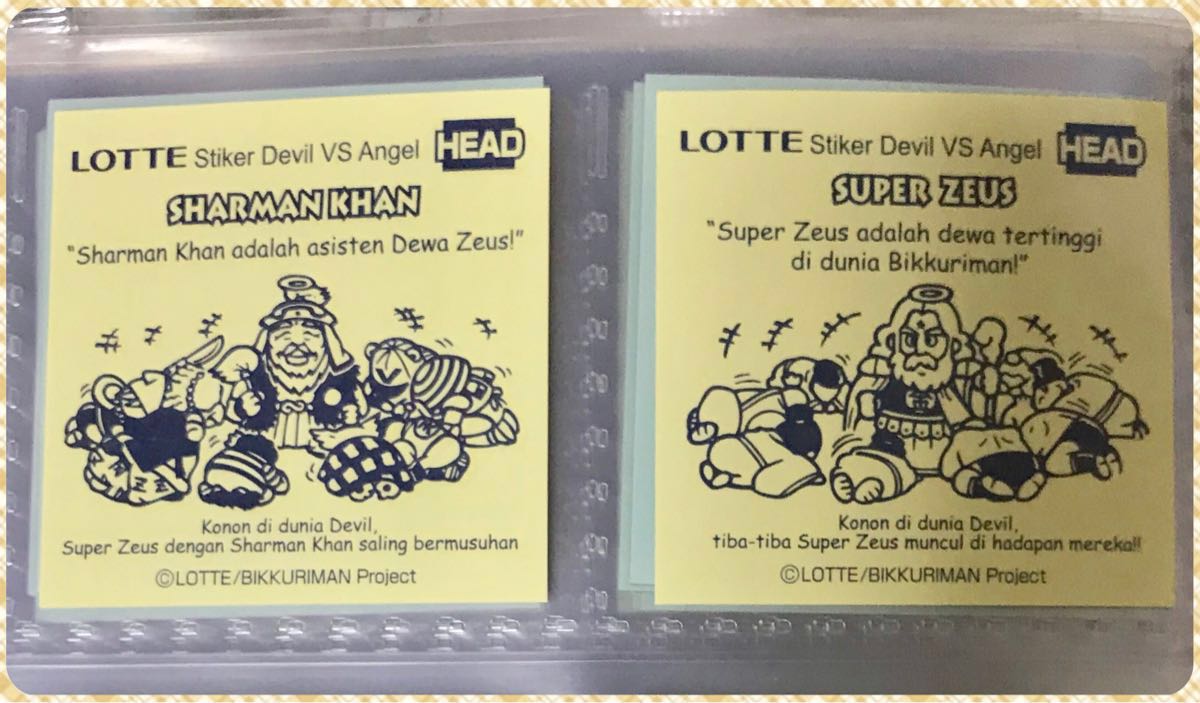 LOTTE Stiker Devil VS Angel HEAD
SHARMAN KHAN
"Sharman Khan adalah asisten Dewa Zeus!"
Konon di dunia Devil,
Super Zeus dengan Sharman Khan saling bermusuhan
©LOTTE/BIKKURIMAN Project
LOTTE Stiker Devil VS Angel HEAD
SUPER ZEUS
"Super Zeus adalah dewa tertinggi
di dunia Bikkuriman!"
Konon di dunia Devil,
tiba-tiba Super Zeus muncul di hadapan mereka!!
©LOTTE/BIKKURIMAN Project